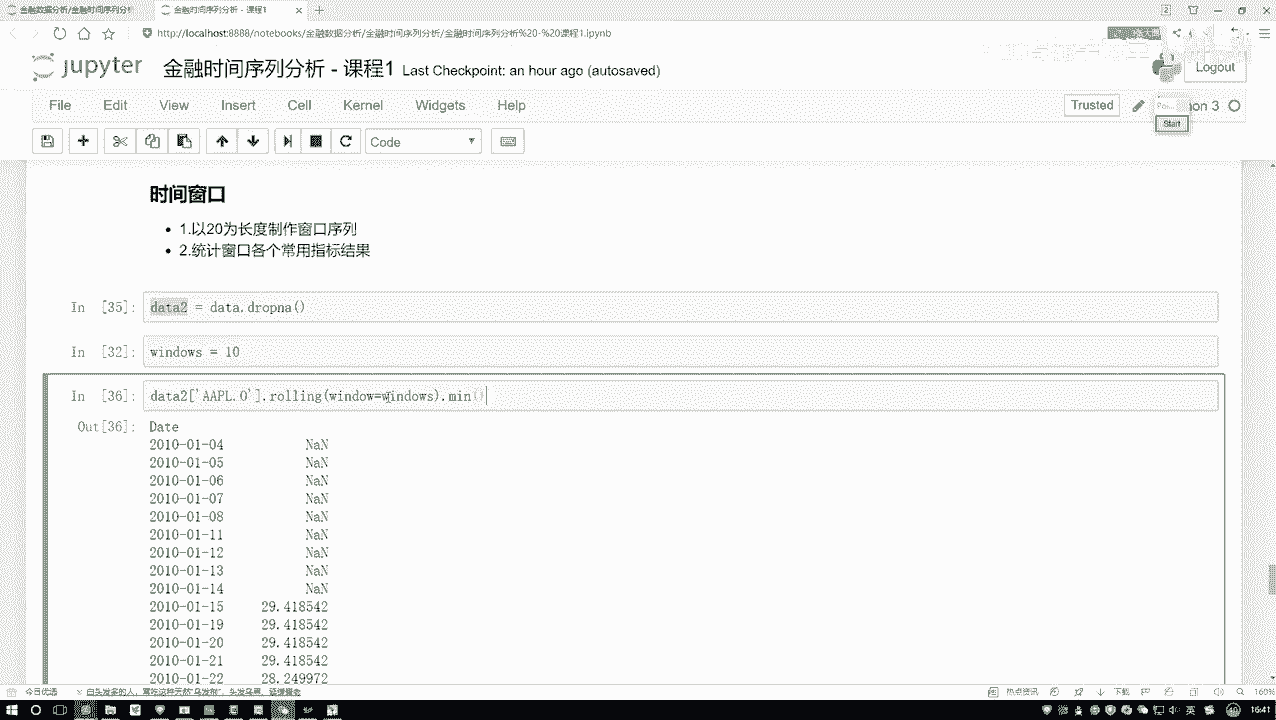 金融数据分析/金融时间序列分析
金融时间序列分析 - 课程1
http://localhost:8888/notebooks/金融数据分析/金融时间序列分析/金融时间序列分析%20-%20课程1.ipynb
jupyter 金融时间序列分析 - 课程1 Last Checkpoint: an hour ago (autosaved)
Logout
File Edit View Insert Cell Kernel Widgets Help
Trusted
on 3
Start
Code
时间窗口
1.以20为长度制作窗口序列
2.统计窗口各个常用指标结果
In [35]: data2 = data.dropna()
In [32]: windows = 10
In [36]: data2['AAPL.O'].rolling(window=windows).min()
Out[36]: Date
2010-01-04 NaN
2010-01-05 NaN
2010-01-06 NaN
2010-01-07 NaN
2010-01-08 NaN
2010-01-11 NaN
2010-01-12 NaN
2010-01-13 NaN
2010-01-14 NaN
2010-01-15 29.418542
2010-01-19 29.418542
2010-01-20 29.418542
2010-01-21 29.418542
2010-01-22 28.249972
今日优选
热点资讯 下载 160%
英 16:41